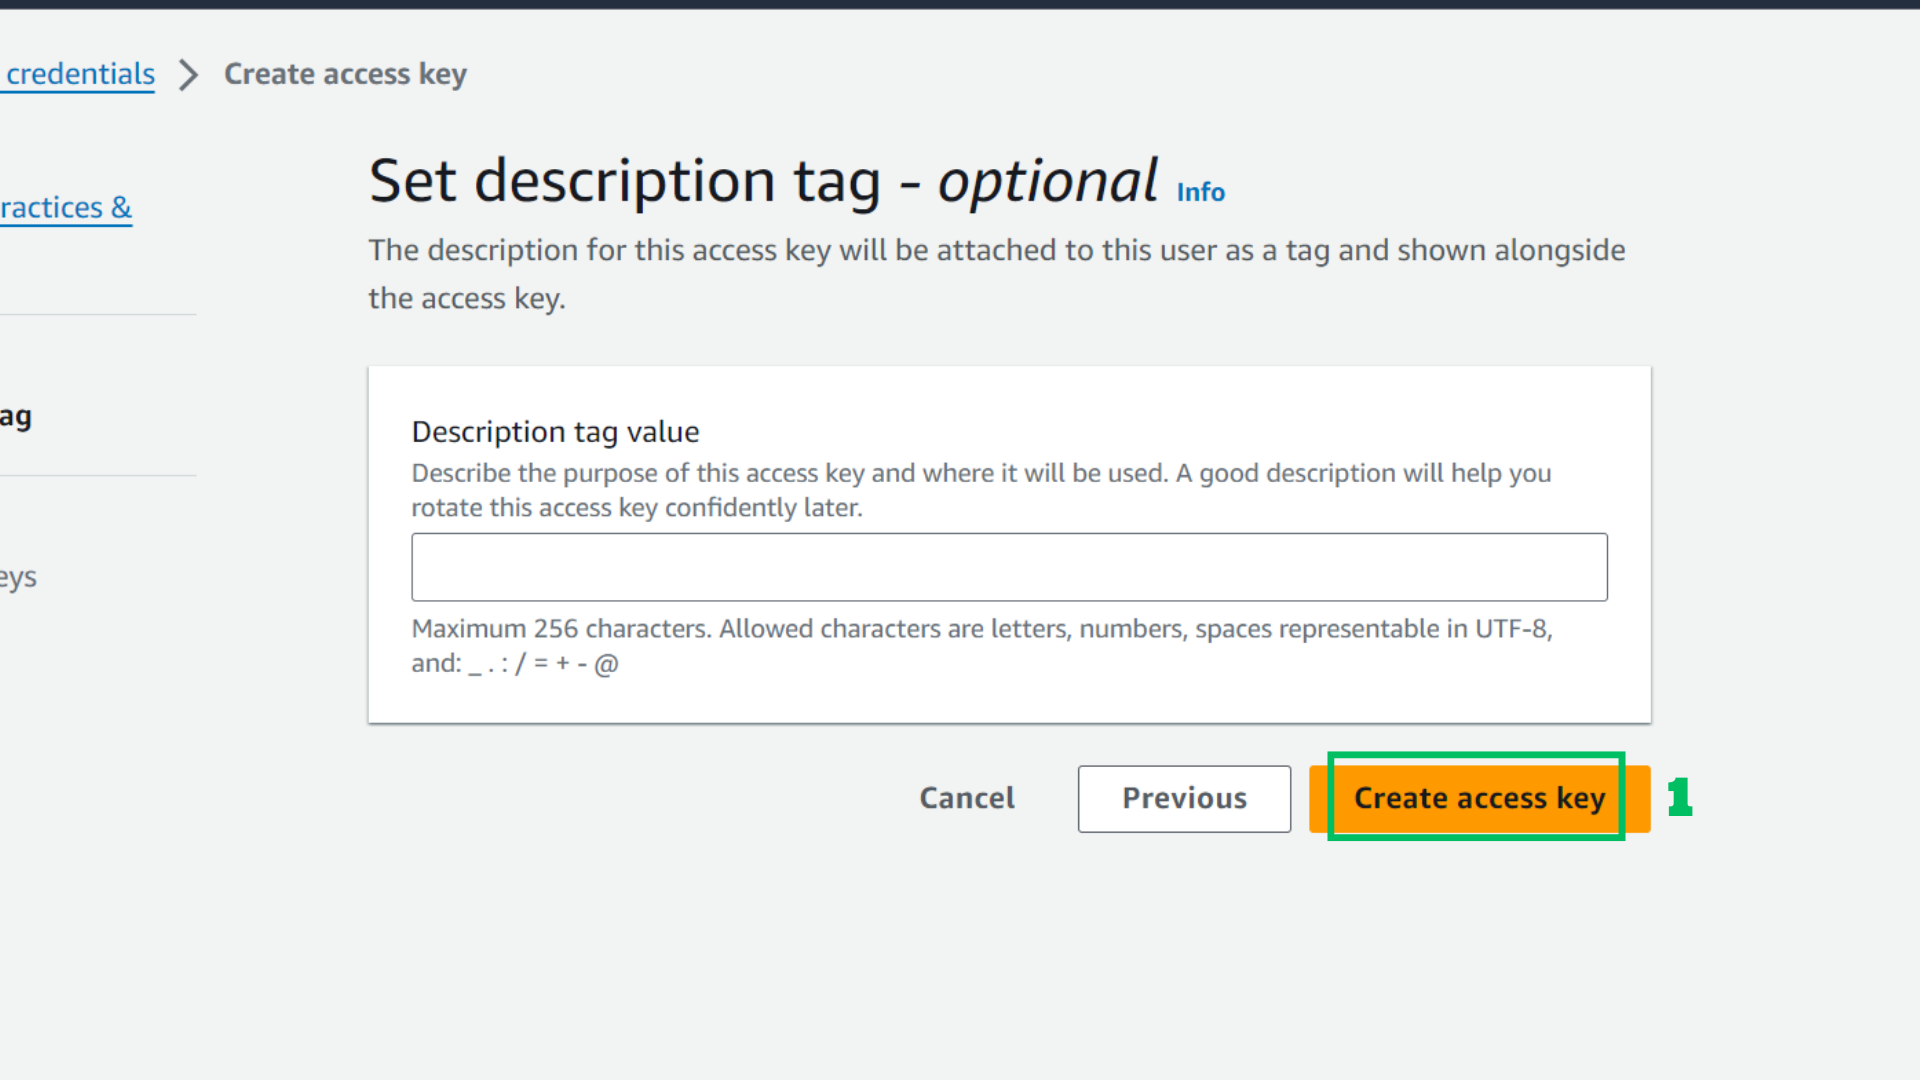 credentials > Create access key
Set description tag - optional Info
ractices &
The description for this access key will be attached to this user as a tag and shown alongside
the access key.
ag
Description tag value
Describe the purpose of this access key and where it will be used. A good description will help you
rotate this access key confidently later.
eys
Maximum 256 characters. Allowed characters are letters, numbers, spaces representable in UTF-8,
and: _ . : / = + - @
Cancel
Previous
Create access key
1